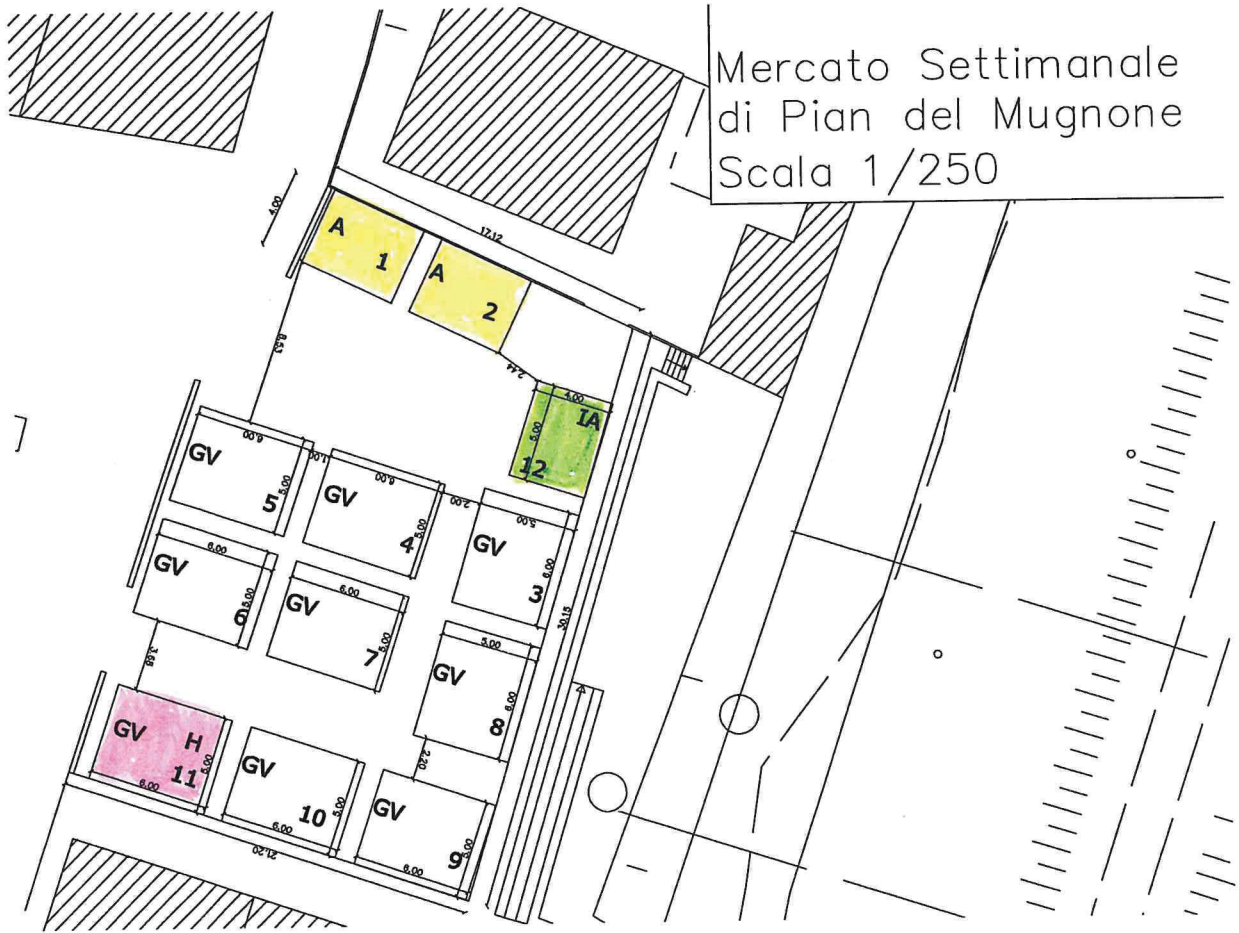 Mercato Settimanale
di Pian del Mugnone
Scala 1/250
4.00
17.12
A
1
A
2
8.53
2.44
4.00
IA
5.00
12
6.00
GV
5.00
5
1.00
6.00
GV
5.00
4
2.00
5.00
GV
6.00
3
6.00
GV
5.00
6
6.00
GV
5.00
7
30.15
5.00
GV
6.00
8
3.68
2.20
GV
H
11
5.00
6.00
GV
10
5.00
6.00
GV
9
5.00
6.00
21.20